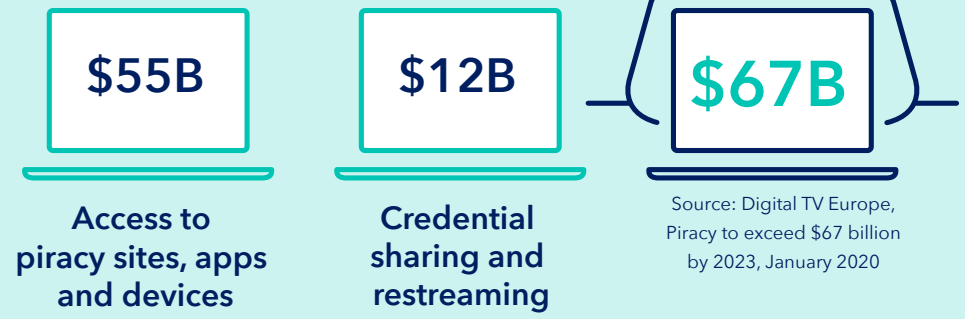 $55B
Access to
piracy sites, apps
and devices
$12B
Credential
sharing and
restreaming
$67B
Source: Digital TV Europe,
Piracy to exceed $67 billion
by 2023, January 2020